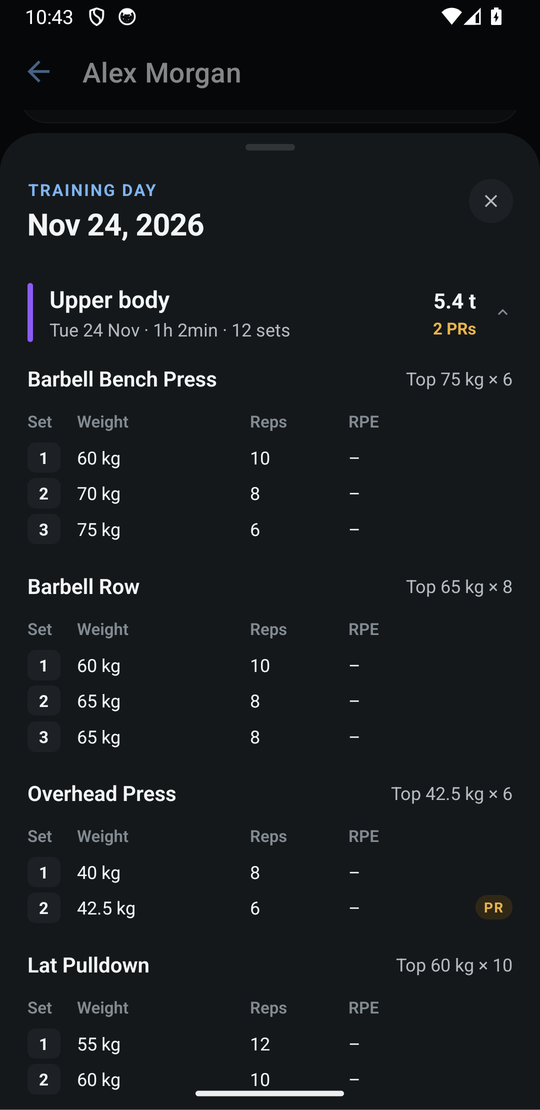 10:43
Alex Morgan
TRAINING DAY
Nov 24, 2026
Upper body 5.4 t
Tue 24 Nov · 1h 2min · 12 sets 2 PRs
Barbell Bench Press Top 75 kg × 6
Set Weight Reps RPE
1 60 kg 10 –
2 70 kg 8 –
3 75 kg 6 –
Barbell Row Top 65 kg × 8
Set Weight Reps RPE
1 60 kg 10 –
2 65 kg 8 –
3 65 kg 8 –
Overhead Press Top 42.5 kg × 6
Set Weight Reps RPE
1 40 kg 8 –
2 42.5 kg 6 – PR
Lat Pulldown Top 60 kg × 10
Set Weight Reps RPE
1 55 kg 12 –
2 60 kg 10 –